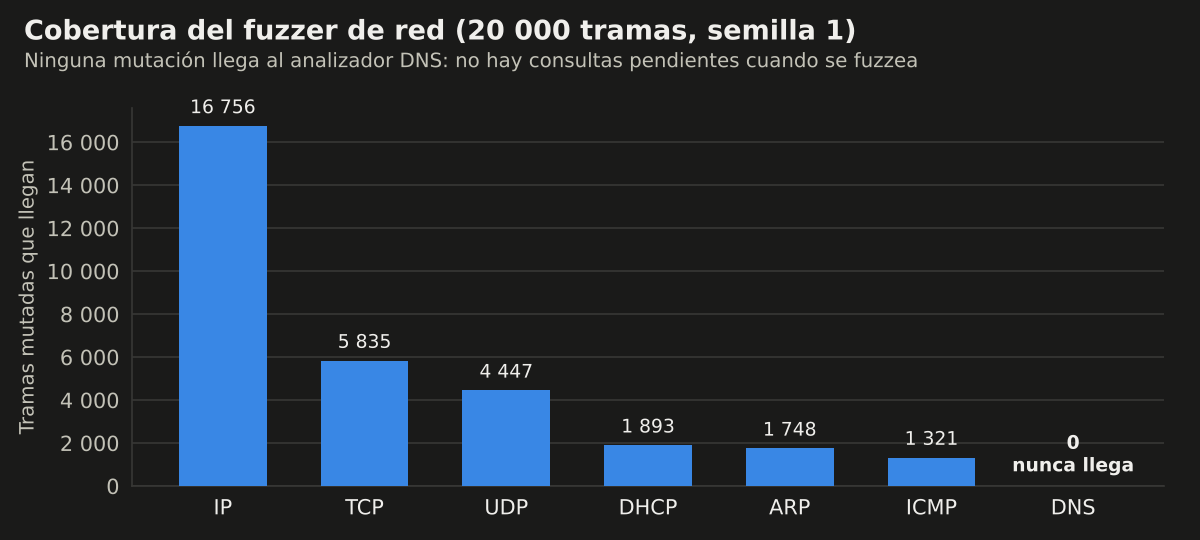 Cobertura del fuzzer de red (20 000 tramas, semilla 1)
Ninguna mutación llega al analizador DNS: no hay consultas pendientes cuando se fuzzea
Tramas mutadas que llegan
16 000
14 000
12 000
10 000
8 000
6 000
4 000
2 000
0
16 756
5 835
4 447
1 893
1 748
1 321
0
nunca llega
IP
TCP
UDP
DHCP
ARP
ICMP
DNS